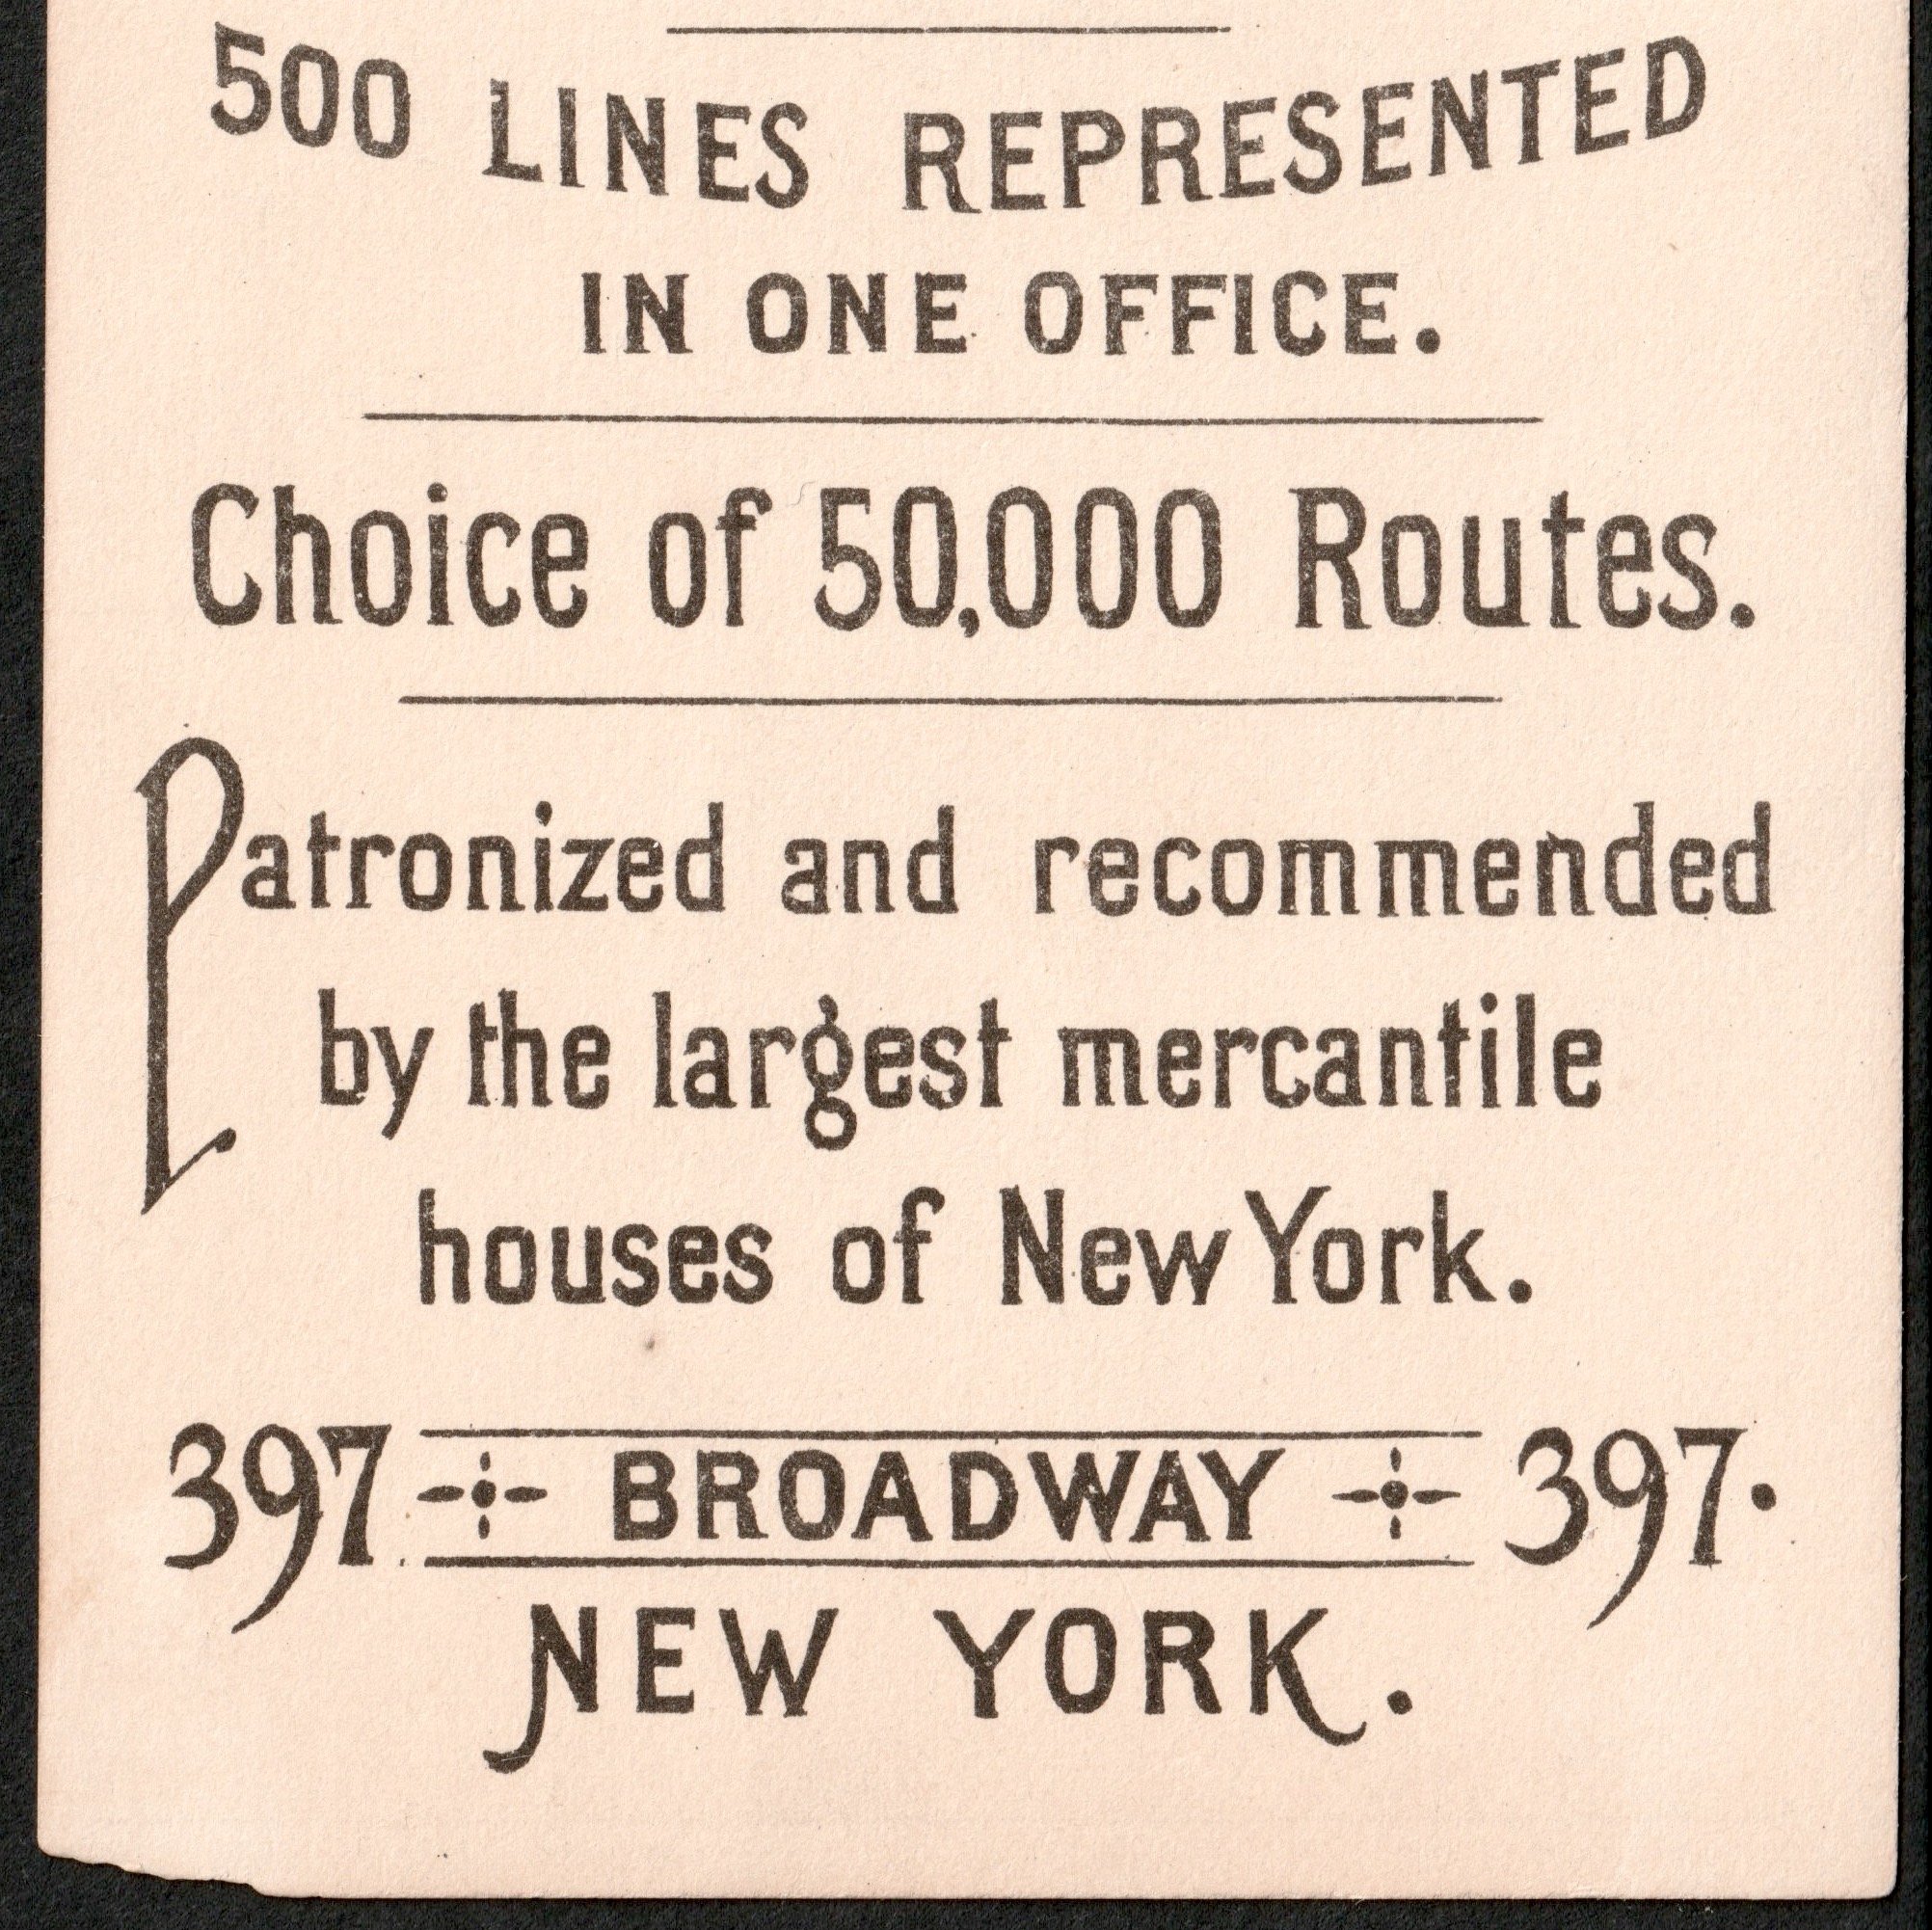 500 LINES REPRESENTED
IN ONE OFFICE.
Choice of 50,000 Routes.
Patronized and recommended
by the largest mercantile
houses of New York.
397 BROADWAY 397.
NEW YORK.